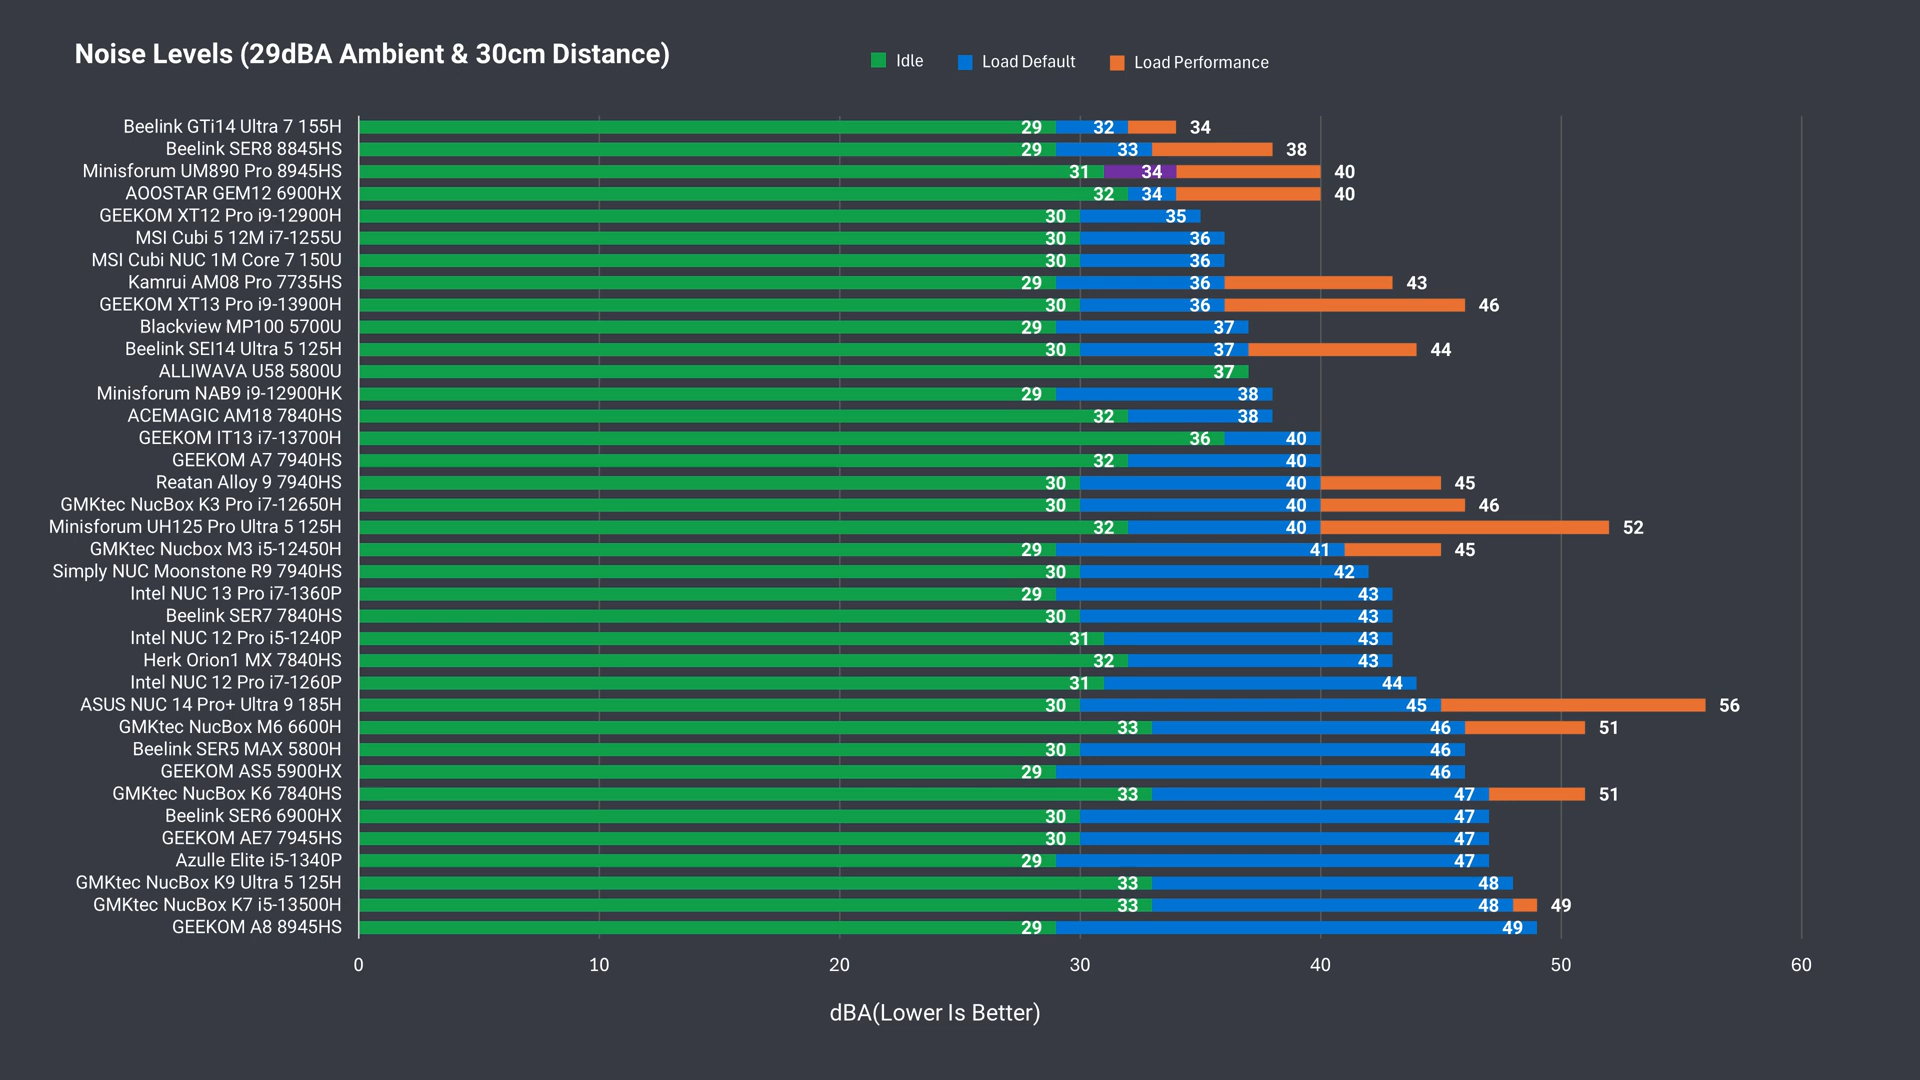 Noise Levels (29dBA Ambient & 30cm Distance)
Idle Load Default Load Performance
Beelink GTi14 Ultra 7 155H 29 32 34
Beelink SER8 8845HS 29 33 38
Minisforum UM890 Pro 8945HS 31 34 40
AOOSTAR GEM12 6900HX 32 34 40
GEEKOM XT12 Pro i9-12900H 30 35
MSI Cubi 5 12M i7-1255U 30 36
MSI Cubi NUC 1M Core 7 150U 30 36
Kamrui AM08 Pro 7735HS 29 36 43
GEEKOM XT13 Pro i9-13900H 30 36 46
Blackview MP100 5700U 29 37
Beelink SEI14 Ultra 5 125H 30 37 44
ALLIWAVA U58 5800U 37
Minisforum NAB9 i9-12900HK 29 38
ACEMAGIC AM18 7840HS 32 38
GEEKOM IT13 i7-13700H 36 40
GEEKOM A7 7940HS 32 40
Reatan Alloy 9 7940HS 30 40 45
GMKtec NucBox K3 Pro i7-12650H 30 40 46
Minisforum UH125 Pro Ultra 5 125H 32 40 52
GMKtec Nucbox M3 i5-12450H 29 41 45
Simply NUC Moonstone R9 7940HS 30 42
Intel NUC 13 Pro i7-1360P 29 43
Beelink SER7 7840HS 30 43
Intel NUC 12 Pro i5-1240P 31 43
Herk Orion1 MX 7840HS 32 43
Intel NUC 12 Pro i7-1260P 31 44
ASUS NUC 14 Pro+ Ultra 9 185H 30 45 56
GMKtec NucBox M6 6600H 33 46 51
Beelink SER5 MAX 5800H 30 46
GEEKOM AS5 5900HX 29 46
GMKtec NucBox K6 7840HS 33 47 51
Beelink SER6 6900HX 30 47
GEEKOM AE7 7945HS 30 47
Azulle Elite i5-1340P 29 47
GMKtec NucBox K9 Ultra 5 125H 33 48
GMKtec NucBox K7 i5-13500H 33 48 49
GEEKOM A8 8945HS 29 49
0 10 20 30 40 50 60
dBA(Lower Is Better)